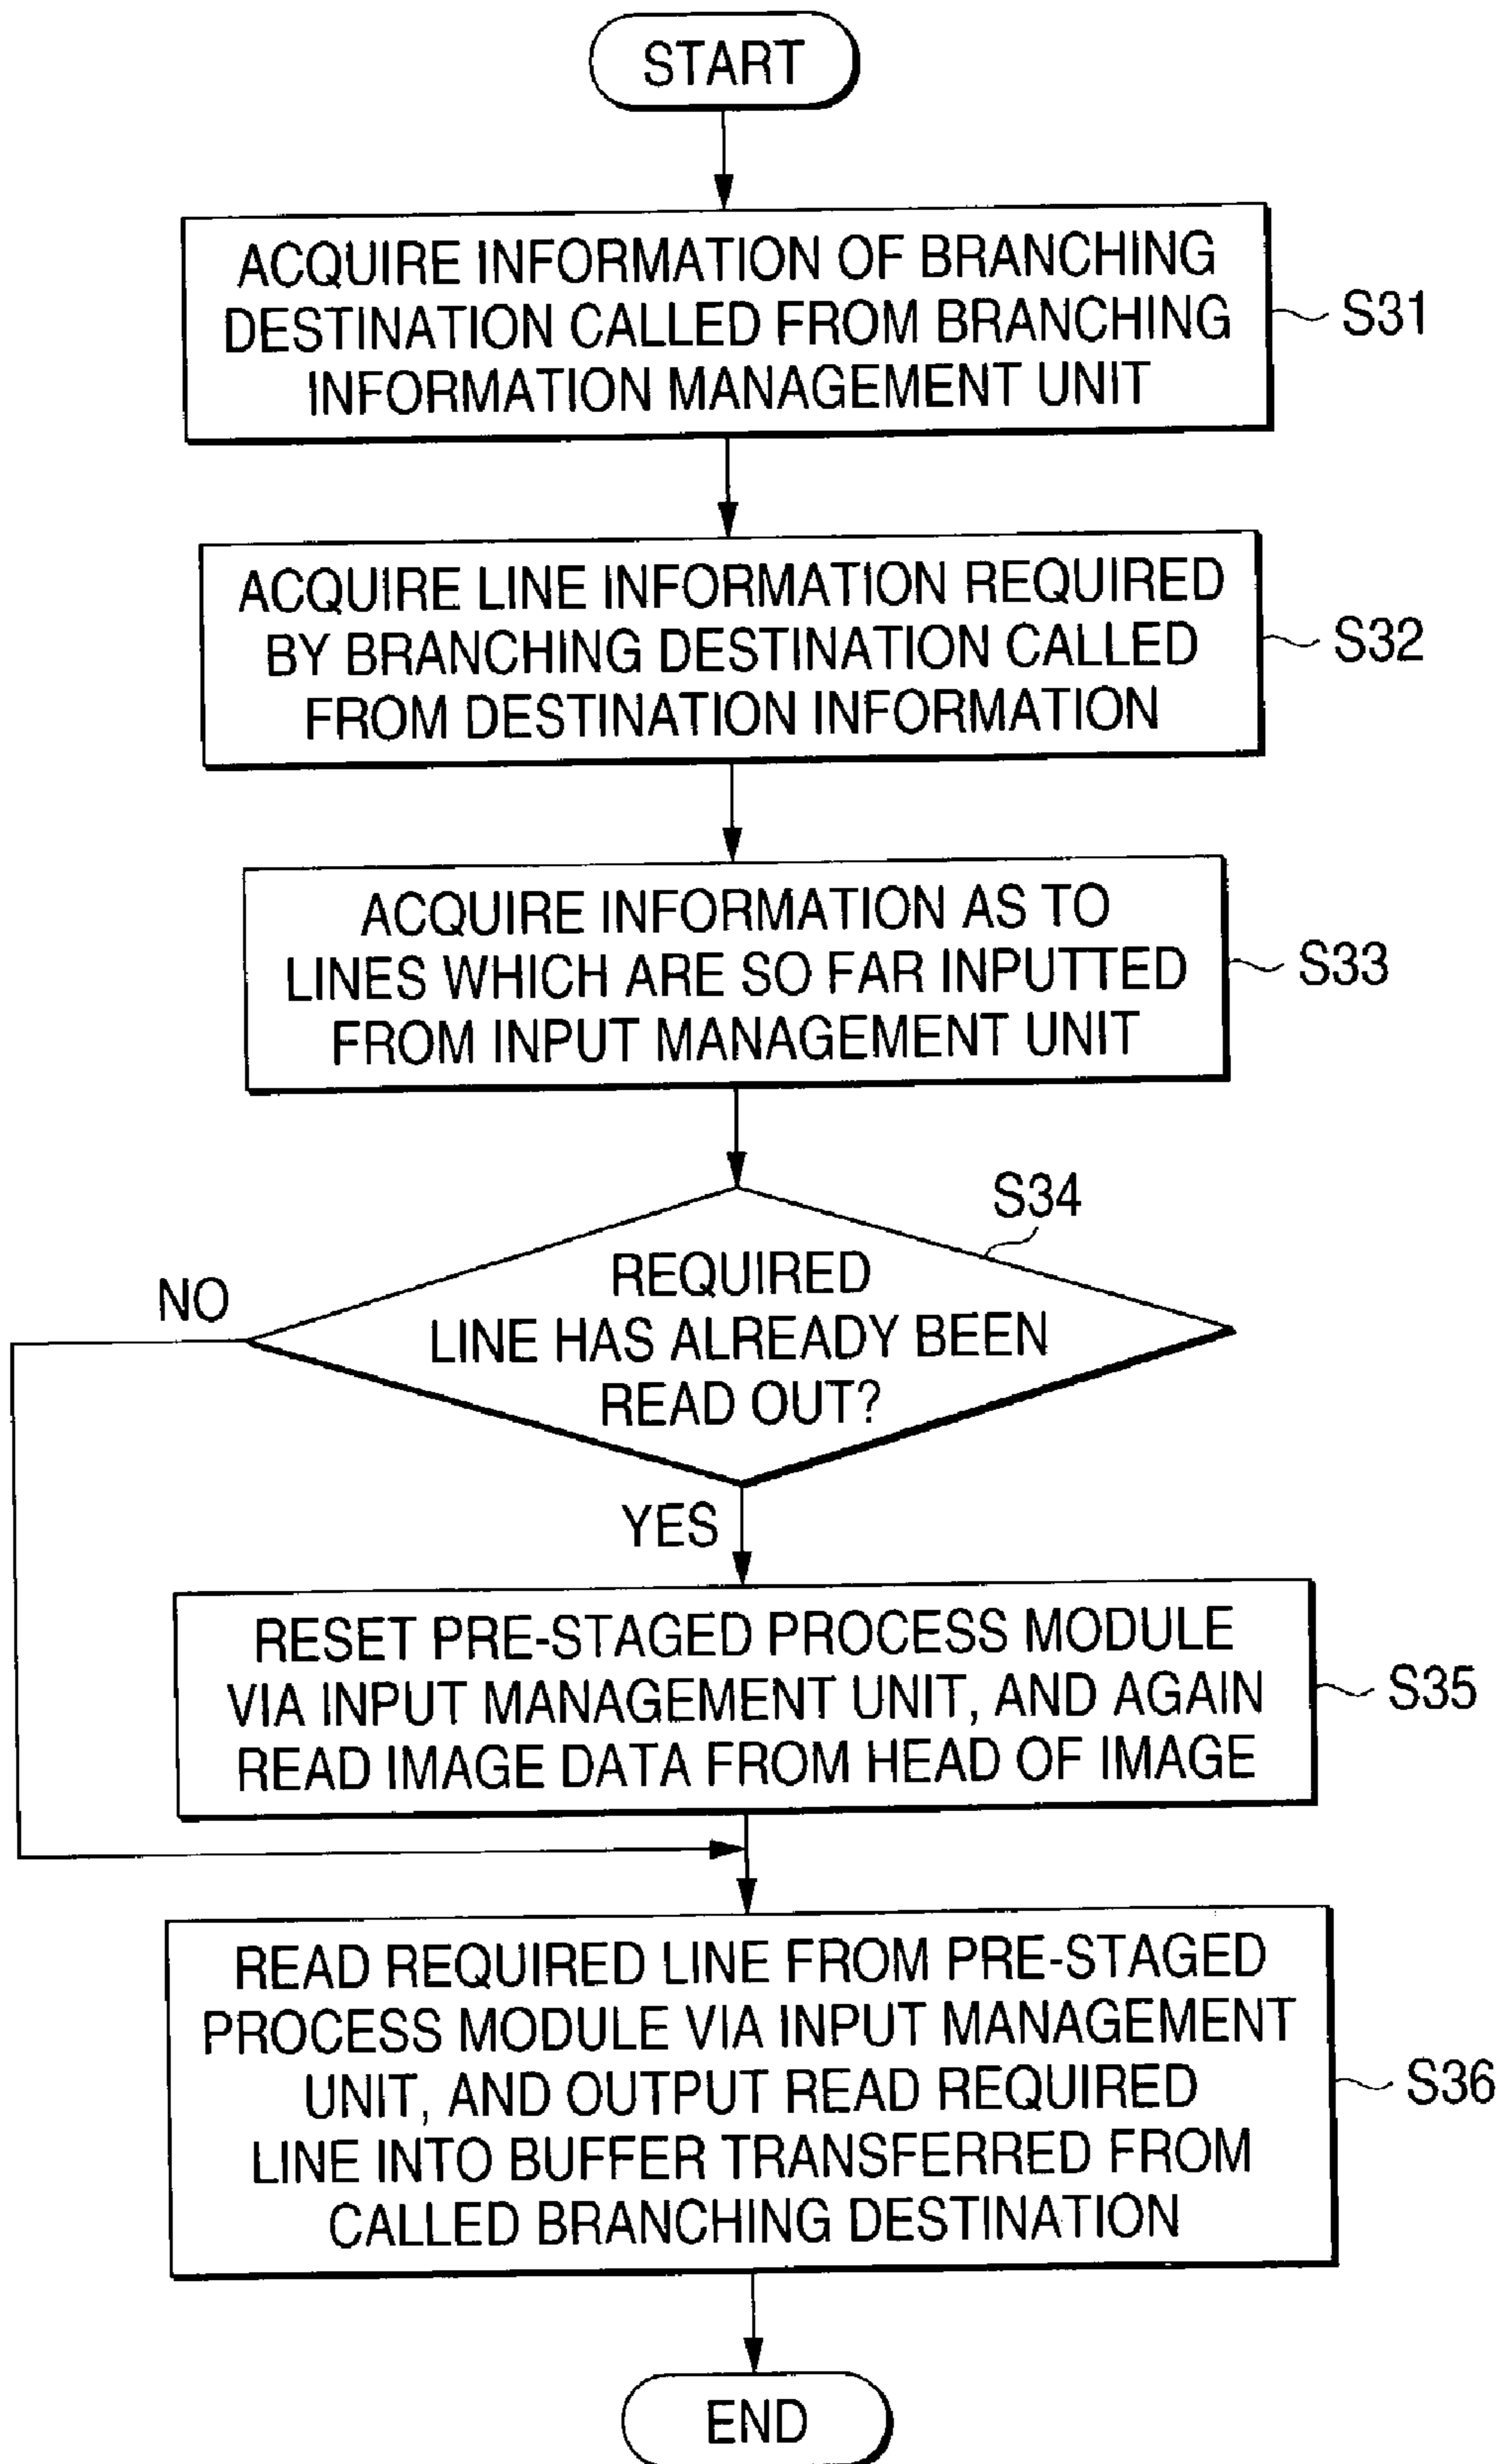 START
ACQUIRE INFORMATION OF BRANCHING
DESTINATION CALLED FROM BRANCHING
INFORMATION MANAGEMENT UNIT
S31
ACQUIRE LINE INFORMATION REQUIRED
BY BRANCHING DESTINATION CALLED
FROM DESTINATION INFORMATION
S32
ACQUIRE INFORMATION AS TO
LINES WHICH ARE SO FAR INPUTTED
FROM INPUT MANAGEMENT UNIT
S33
S34
REQUIRED
LINE HAS ALREADY BEEN
READ OUT?
NO
YES
RESET PRE-STAGED PROCESS MODULE
VIA INPUT MANAGEMENT UNIT, AND AGAIN
READ IMAGE DATA FROM HEAD OF IMAGE
S35
READ REQUIRED LINE FROM PRE-STAGED
PROCESS MODULE VIA INPUT MANAGEMENT
UNIT, AND OUTPUT READ REQUIRED
LINE INTO BUFFER TRANSFERRED FROM
CALLED BRANCHING DESTINATION
S36
END